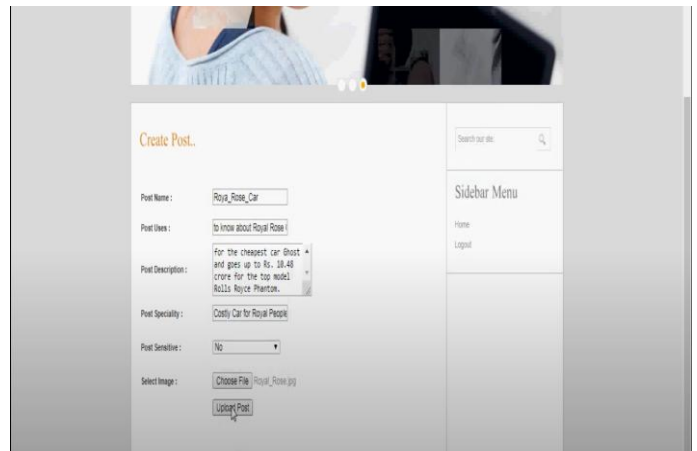 Create Post..
Search our site:
Post Name :
Roya_Rose_Car
Sidebar Menu
Post Uses :
to know about Royal Rose
Home
Logout
Post Description :
for the cheapest car Ghost
and goes up to Rs. 10.48
crore for the top model
Rolls Royce Phantom.
Post Speciality :
Costly Car for Royal People
Post Sensitive :
No
Select Image :
Choose File Royal_Rose.jpg
Upload Post